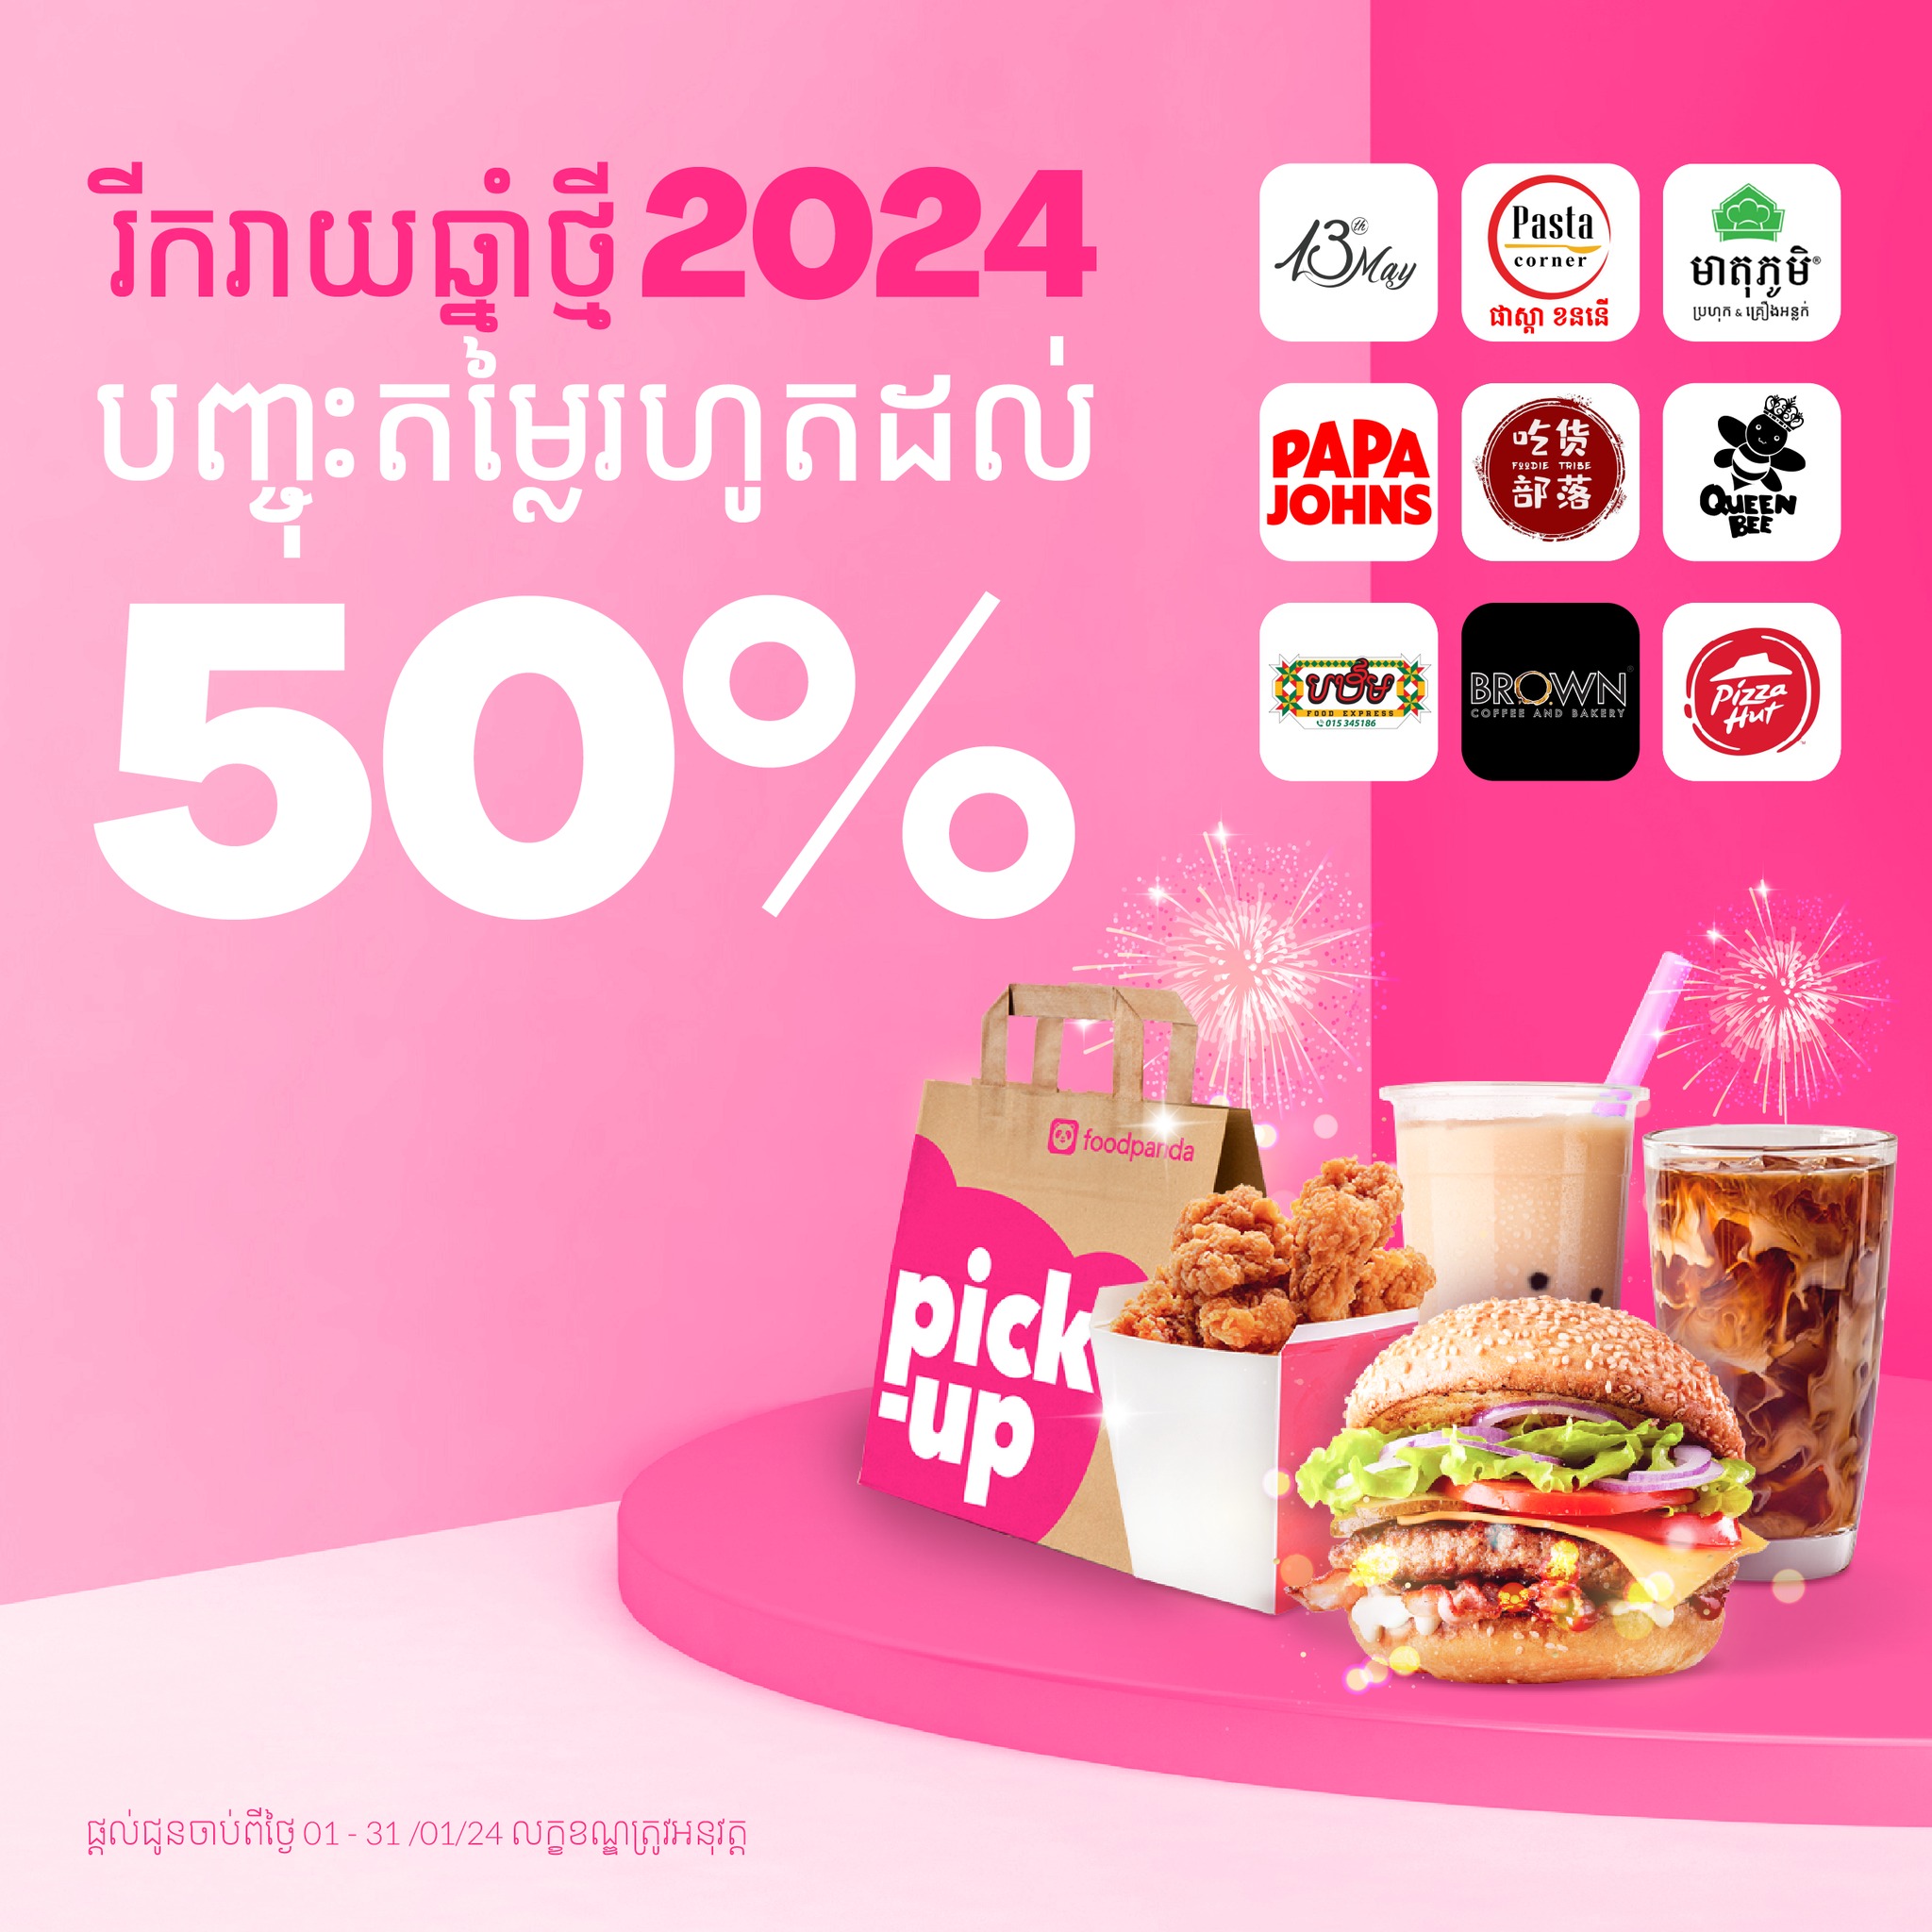 រីករាយឆ្នាំថ្មី 2024
បញ្ចុះតម្លៃរហូតដល់
50%
13th May
Pasta
corner
ផាស្តា ខននើ
មាតុភូមិ®
ប្រហុក & គ្រឿងអន្លក់
PAPA
JOHNS
吃货
FOODIE TRIBE
部落
QUEEN
BEE
បឋម
FOOD EXPRESS
015 345186
BROWN
COFFEE AND BAKERY
Pizza
Hut
foodpanda
pick
-up
ផ្តល់ជូនចាប់ពីថ្ងៃ 01 - 31 /01/24 លក្ខខណ្ឌត្រូវអនុវត្ត